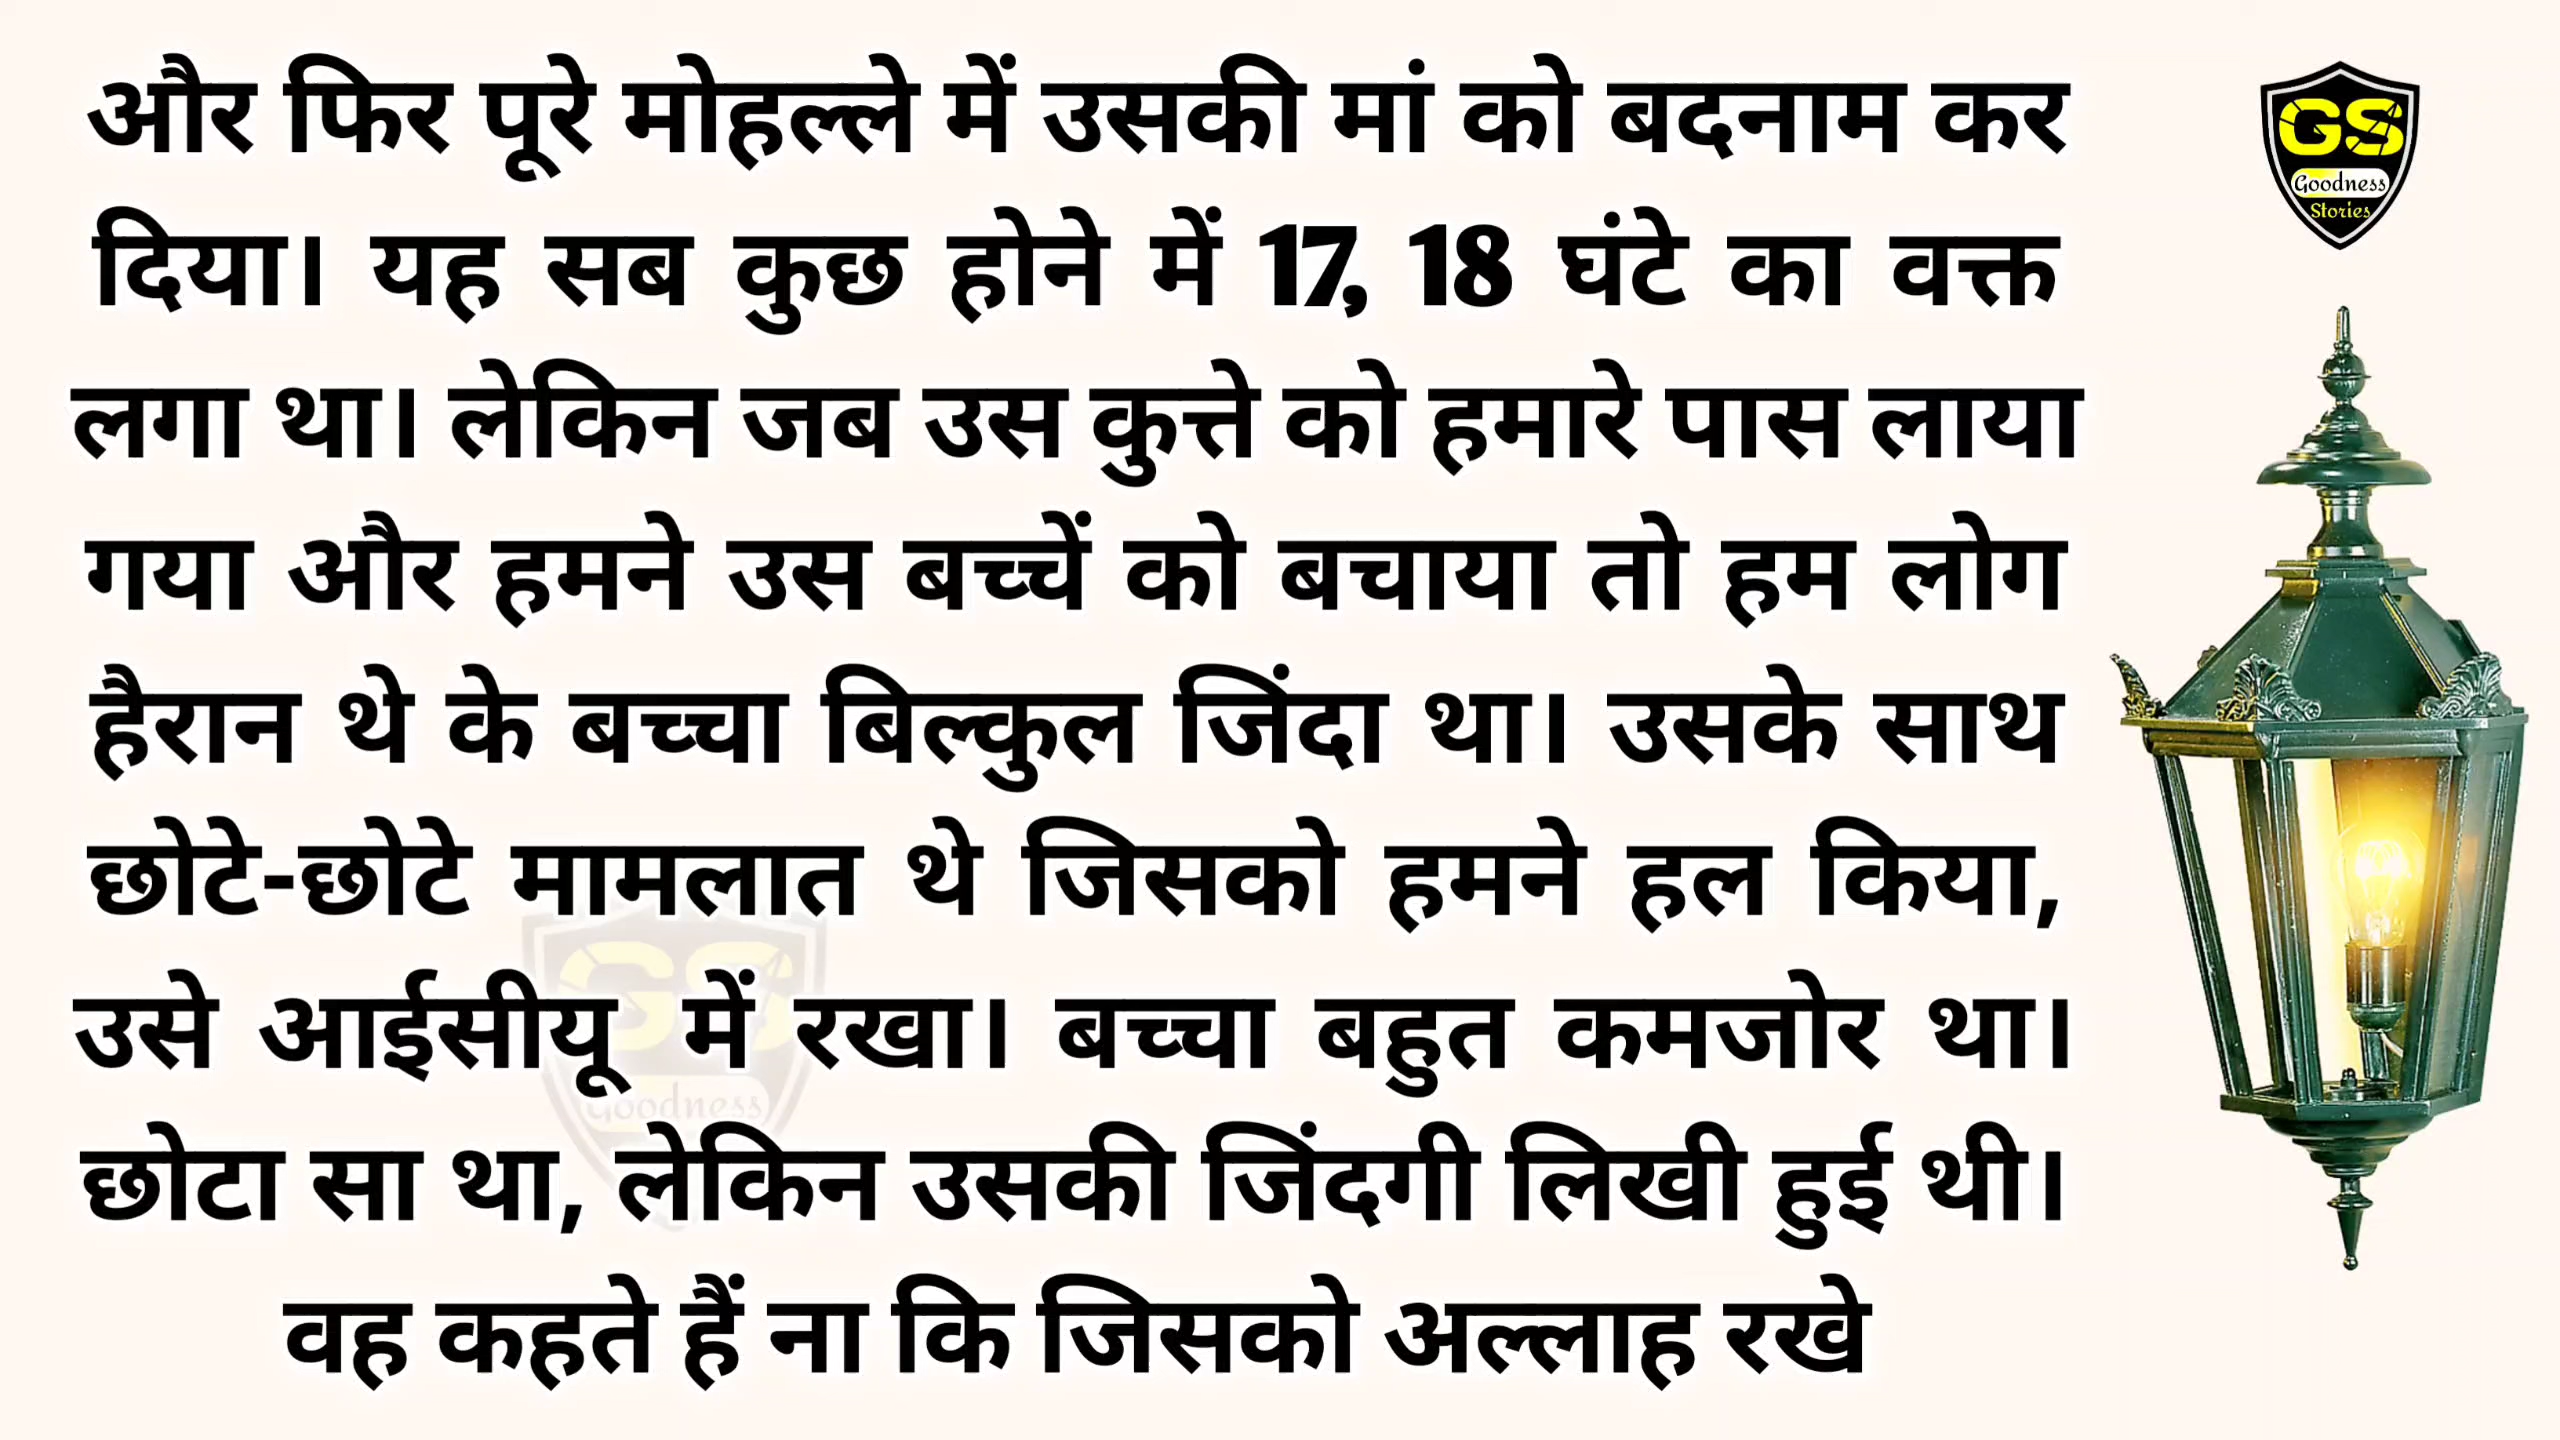 और फिर पूरे मोहल्ले में उसकी मां को बदनाम कर
दिया। यह सब कुछ होने में 17, 18 घंटे का वक्त
लगा था। लेकिन जब उस कुत्ते को हमारे पास लाया
गया और हमने उस बच्चें को बचाया तो हम लोग
हैरान थे के बच्चा बिल्कुल जिंदा था। उसके साथ
छोटे-छोटे मामलात थे जिसको हमने हल किया,
उसे आईसीयू में रखा। बच्चा बहुत कमजोर था।
छोटा सा था, लेकिन उसकी जिंदगी लिखी हुई थी।
वह कहते हैं ना कि जिसको अल्लाह रखे
GS
Goodness
Stories
GS
Goodness